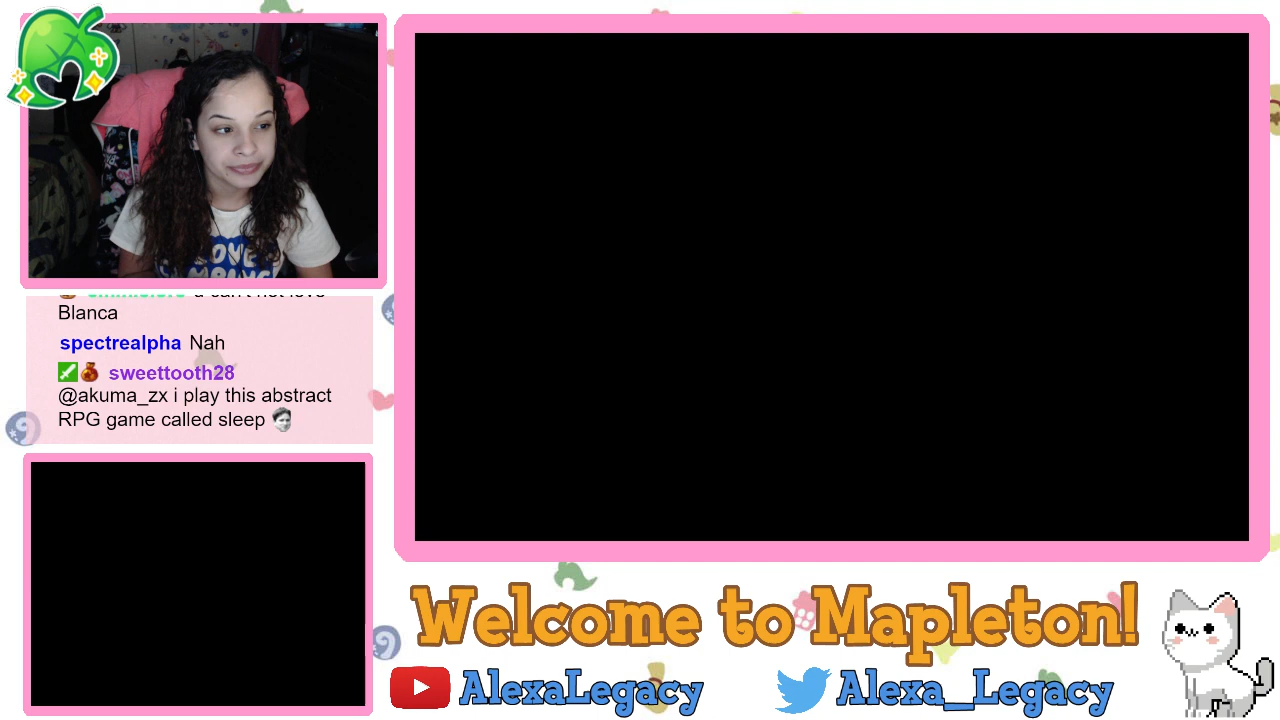 Blanca
spectrealpha Nah
sweettooth28
@akuma_zx i play this abstract
RPG game called sleep
Welcome to Mapleton!
AlexaLegacy
Alexa_Legacy